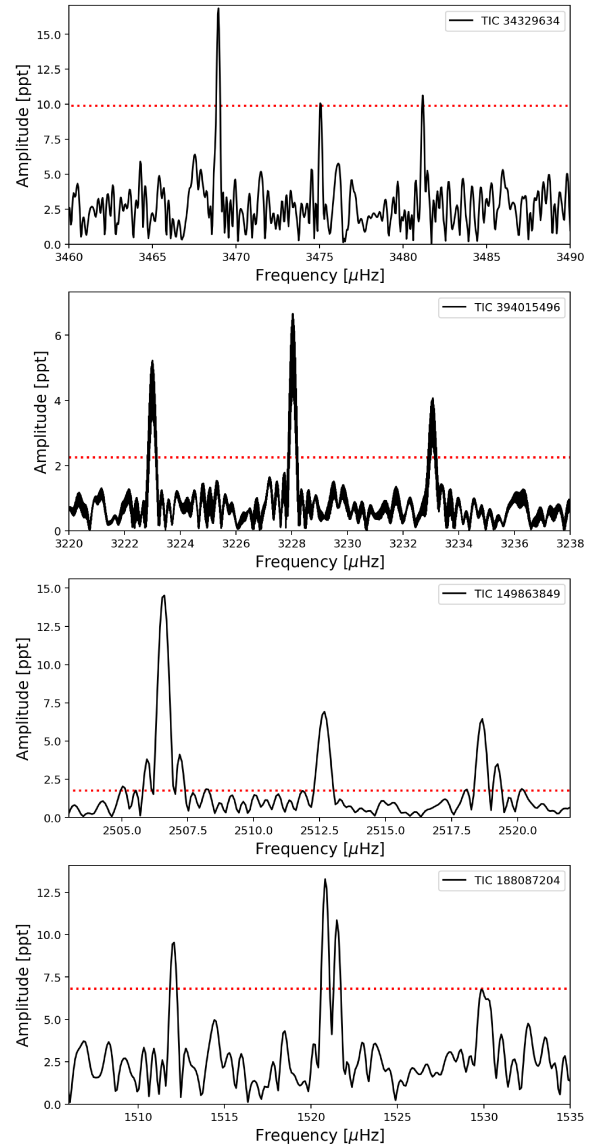 TIC 34329634
Amplitude [ppt]
15.0
12.5
10.0
7.5
5.0
2.5
0.0
3460 3465 3470 3475 3480 3485 3490
Frequency [μHz]
TIC 394015496
Amplitude [ppt]
6
4
2
0
3220 3222 3224 3226 3228 3230 3232 3234 3236 3238
Frequency [μHz]
TIC 149863849
Amplitude [ppt]
15.0
12.5
10.0
7.5
5.0
2.5
0.0
2505.0 2507.5 2510.0 2512.5 2515.0 2517.5 2520.0
Frequency [μHz]
TIC 188087204
Amplitude [ppt]
12.5
10.0
7.5
5.0
2.5
0.0
1510 1515 1520 1525 1530 1535
Frequency [μHz]